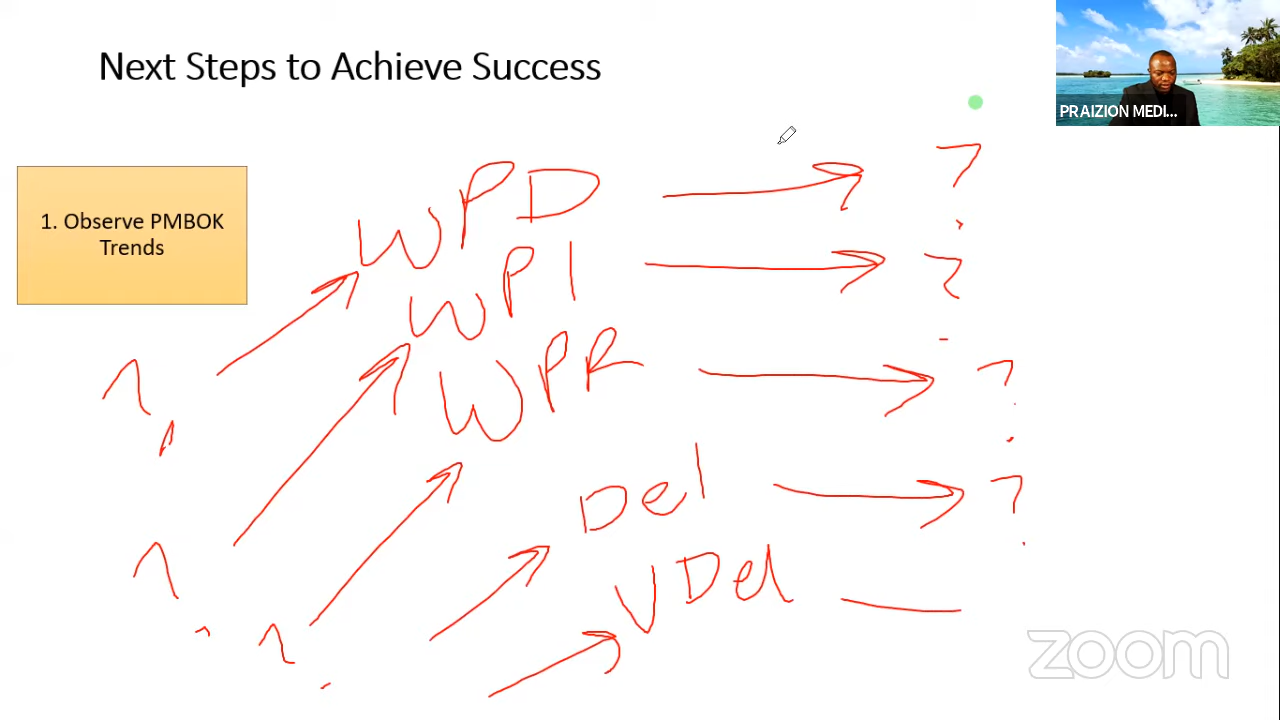 Next Steps to Achieve Success
PRAIZION MEDI...
1. Observe PMBOK
Trends
WPD
?
WPI
?
WPR
?
?
Del
?
VDel
?
?
zoom